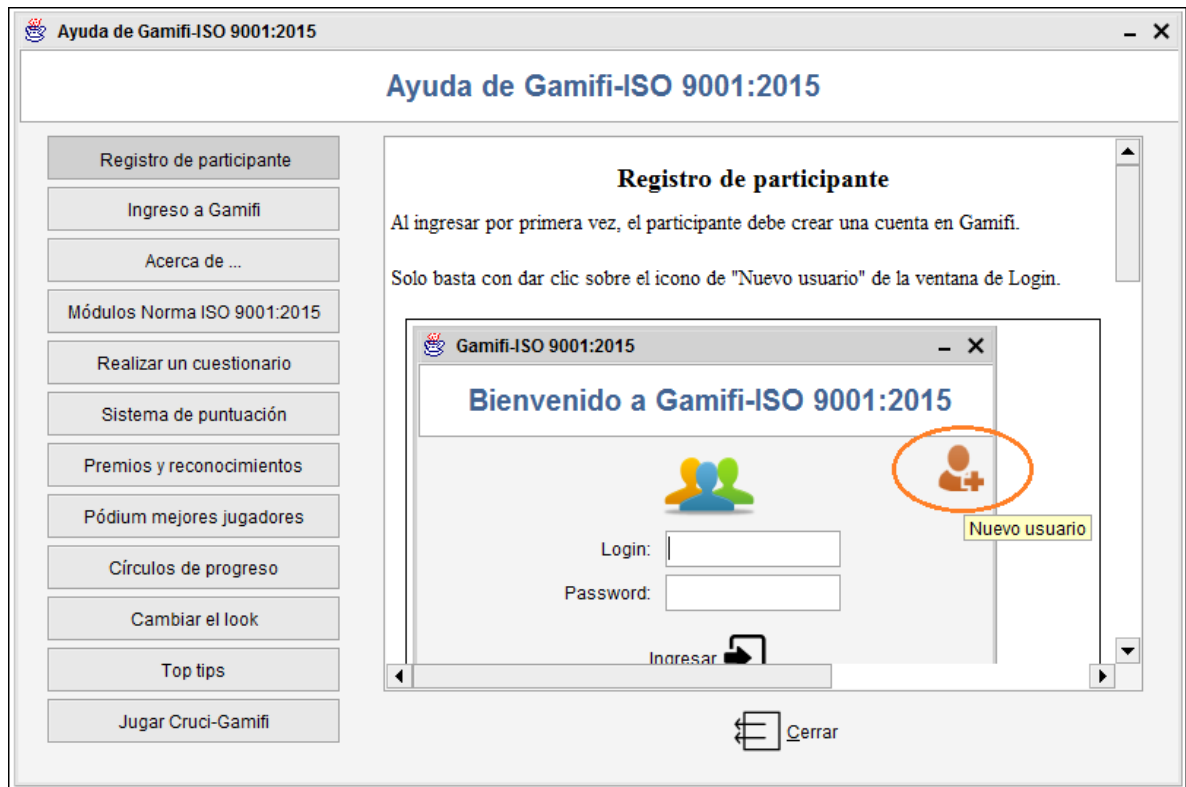 Ayuda de Gamifi-ISO 9001:2015
Ayuda de Gamifi-ISO 9001:2015
Registro de participante
Ingreso a Gamifi
Acerca de ...
Módulos Norma ISO 9001:2015
Realizar un cuestionario
Sistema de puntuación
Premios y reconocimientos
Pódium mejores jugadores
Círculos de progreso
Cambiar el look
Top tips
Jugar Cruci-Gamifi
Registro de participante
Al ingresar por primera vez, el participante debe crear una cuenta en Gamifi.
Solo basta con dar clic sobre el icono de "Nuevo usuario" de la ventana de Login.
Gamifi-ISO 9001:2015
Bienvenido a Gamifi-ISO 9001:2015
Nuevo usuario
Login:
Password:
Ingresar
Cerrar